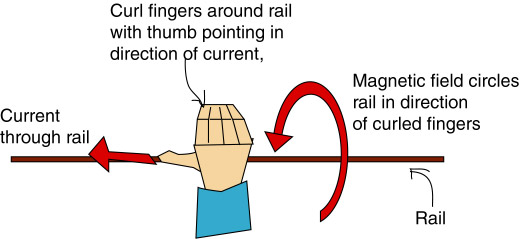 Curl fingers around rail
with thumb pointing in
direction of current,
Magnetic field circles
rail in direction
of curled fingers
Current
through rail
Rail